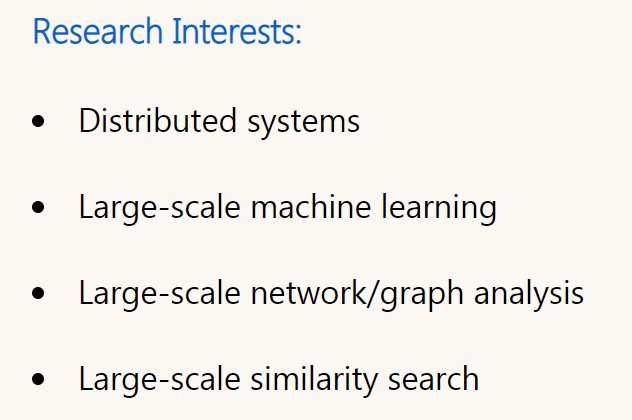 Research Interests:
• Distributed systems
• Large-scale machine learning
• Large-scale network/graph analysis
• Large-scale similarity search